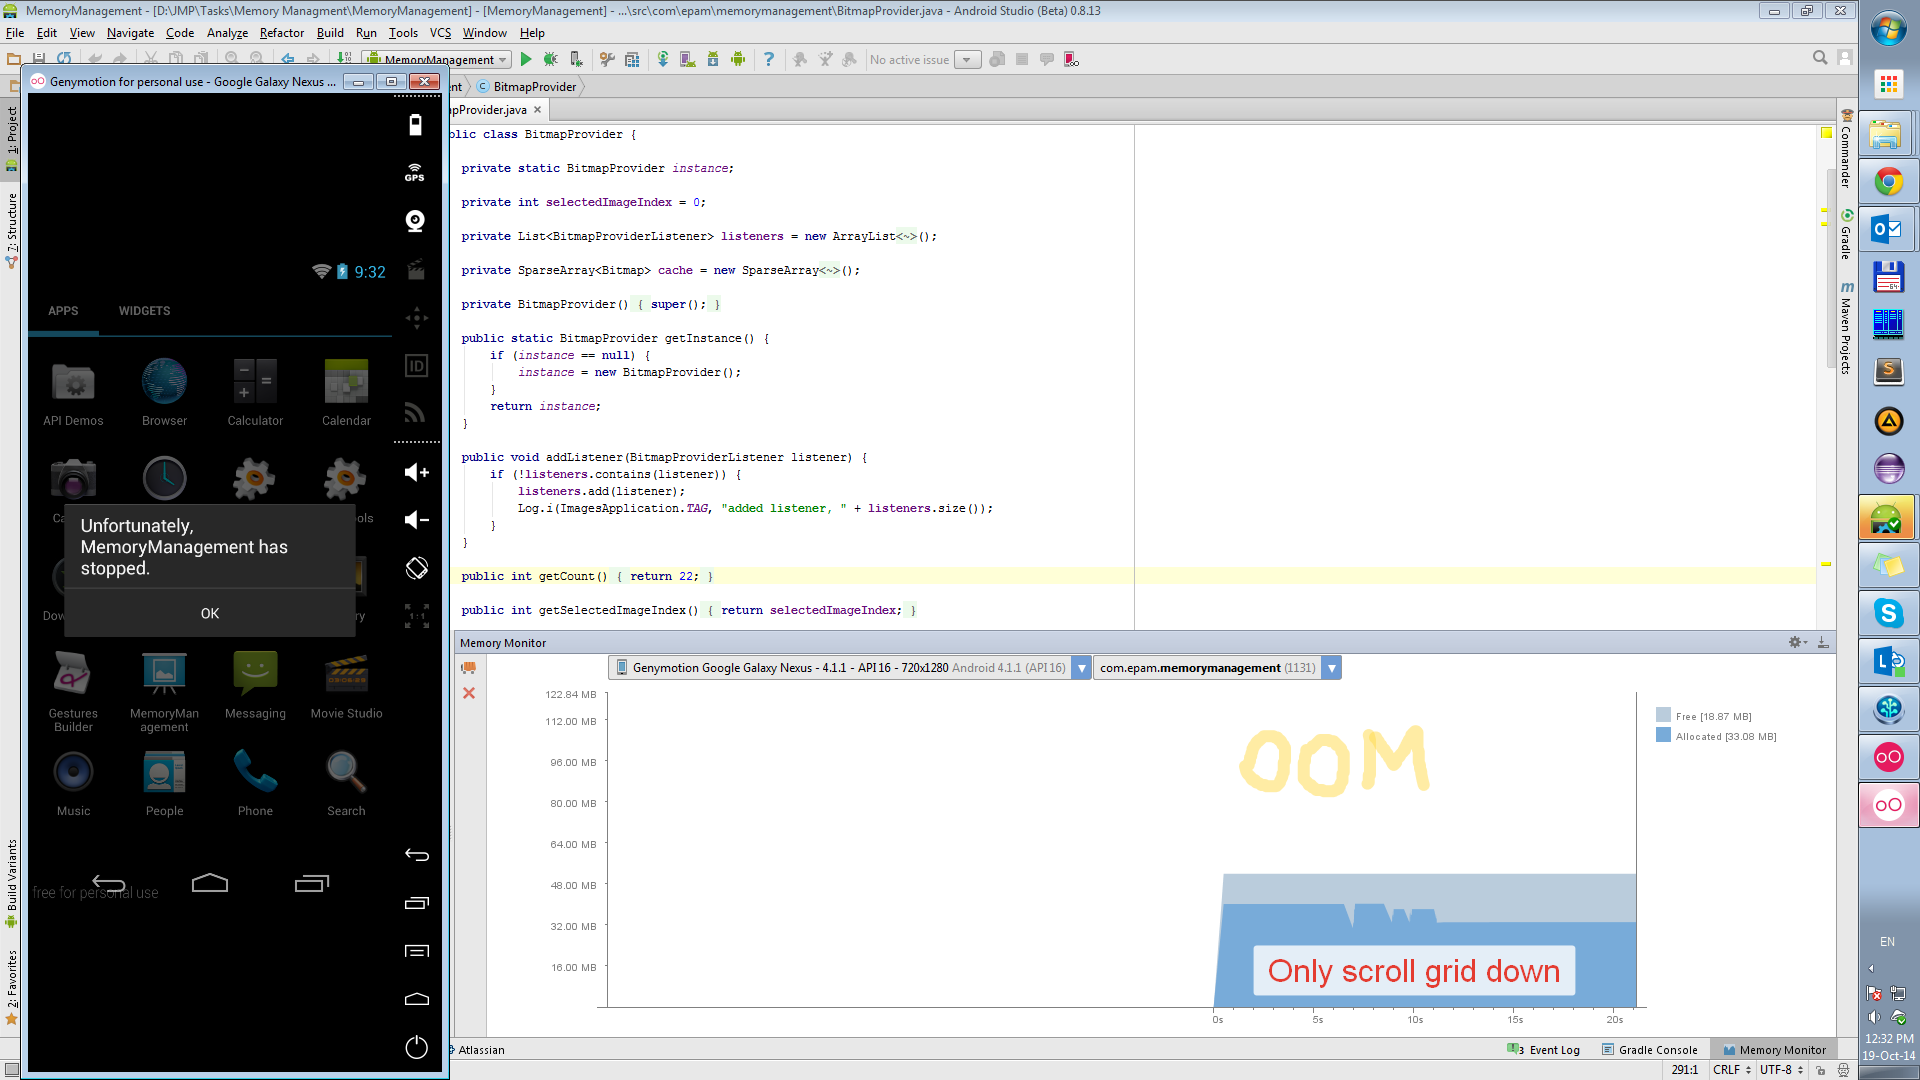 MemoryManagement - [D:\JMP\Tasks\Memory Managment\MemoryManagement] - [MemoryManagement] - ...\src\com\epam\memorymanagement\BitmapProvider.java - Android Studio (Beta) 0.8.13
File Edit View Navigate Code Analyze Refactor Build Run Tools VCS Window Help
MemoryManagement
No active issue
Genymotion for personal use - Google Galaxy Nexus ...
BitmapProvider
pProvider.java
1: Project
7: Structure
Build Variants
2: Favorites
GPS
9:32
APPS WIDGETS
ID
API Demos Browser Calculator Calendar
Unfortunately,
MemoryManagement has
stopped.
OK
1:1
Gestures Builder
MemoryManagement
Messaging
Movie Studio
Music People Phone Search
free for personal use
blic class BitmapProvider {
private static BitmapProvider instance;
private int selectedImageIndex = 0;
private List<BitmapProviderListener> listeners = new ArrayList<~>();
private SparseArray<Bitmap> cache = new SparseArray<~>();
private BitmapProvider() { super(); }
public static BitmapProvider getInstance() {
if (instance == null) {
instance = new BitmapProvider();
}
return instance;
}
public void addListener(BitmapProviderListener listener) {
if (!listeners.contains(listener)) {
listeners.add(listener);
Log.i(ImagesApplication.TAG, "added listener, " + listeners.size());
}
}
public int getCount() { return 22; }
public int getSelectedImageIndex() { return selectedImageIndex; }
Commander
Gradle
Maven Projects
Memory Monitor
Genymotion Google Galaxy Nexus - 4.1.1 - API 16 - 720x1280 Android 4.1.1 (API 16)
com.epam.memorymanagement (1131)
122.84 MB
112.00 MB
96.00 MB
80.00 MB
64.00 MB
48.00 MB
32.00 MB
16.00 MB
OOM
Free [18.87 MB]
Allocated [33.08 MB]
Only scroll grid down
0s 5s 10s 15s 20s
Atlassian
3 Event Log
Gradle Console
Memory Monitor
291:1 CRLF UTF-8
EN
12:32 PM
19-Oct-14